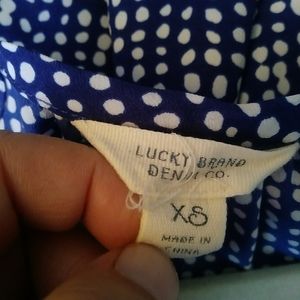 LUCKY BRAND
DENIM CO.
XS
MADE IN
CHINA